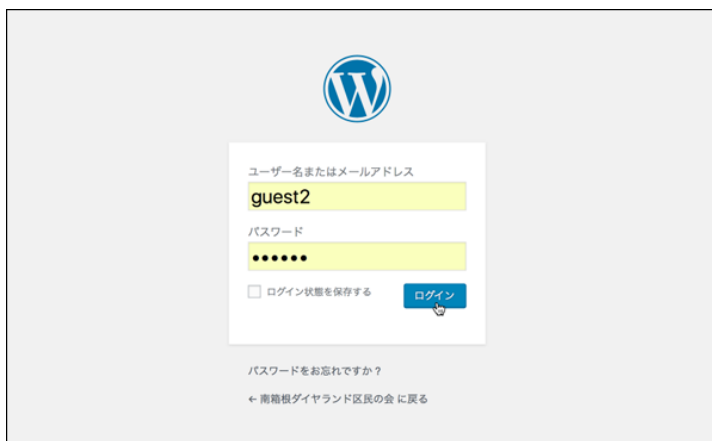 ユーザー名またはメールアドレス
guest2
パスワード
••••••
ログイン状態を保存する
ログイン
パスワードをお忘れですか ?
← 南箱根ダイヤランド区民の会 に戻る